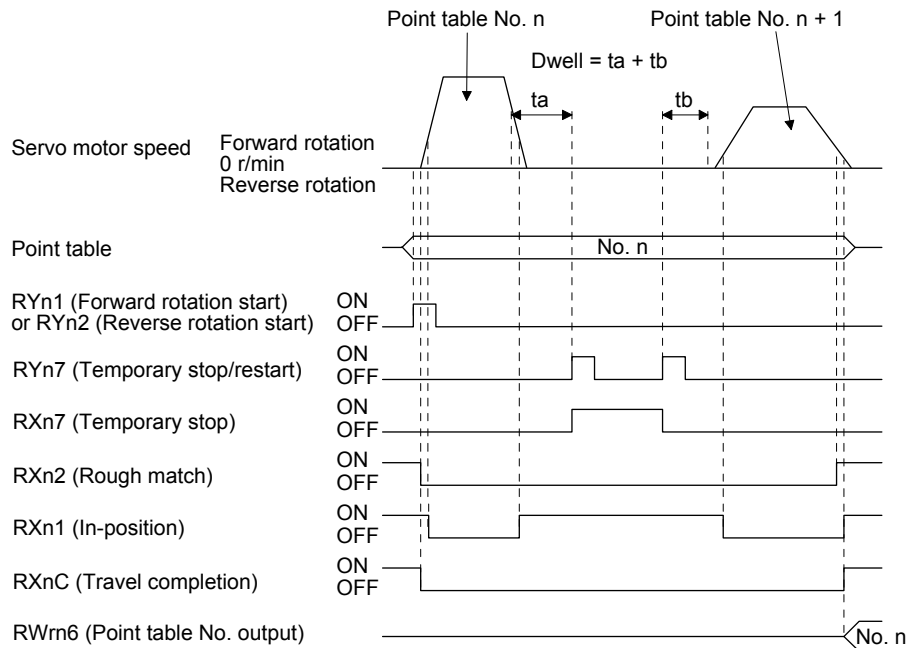 Point table No. n
Point table No. n + 1
Dwell = ta + tb
ta
tb
Servo motor speed
Forward rotation
0 r/min
Reverse rotation
Point table
No. n
RYn1 (Forward rotation start)
or RYn2 (Reverse rotation start)
ON
OFF
RYn7 (Temporary stop/restart)
ON
OFF
RXn7 (Temporary stop)
ON
OFF
RXn2 (Rough match)
ON
OFF
RXn1 (In-position)
ON
OFF
RXnC (Travel completion)
ON
OFF
RWrn6 (Point table No. output)
No. n